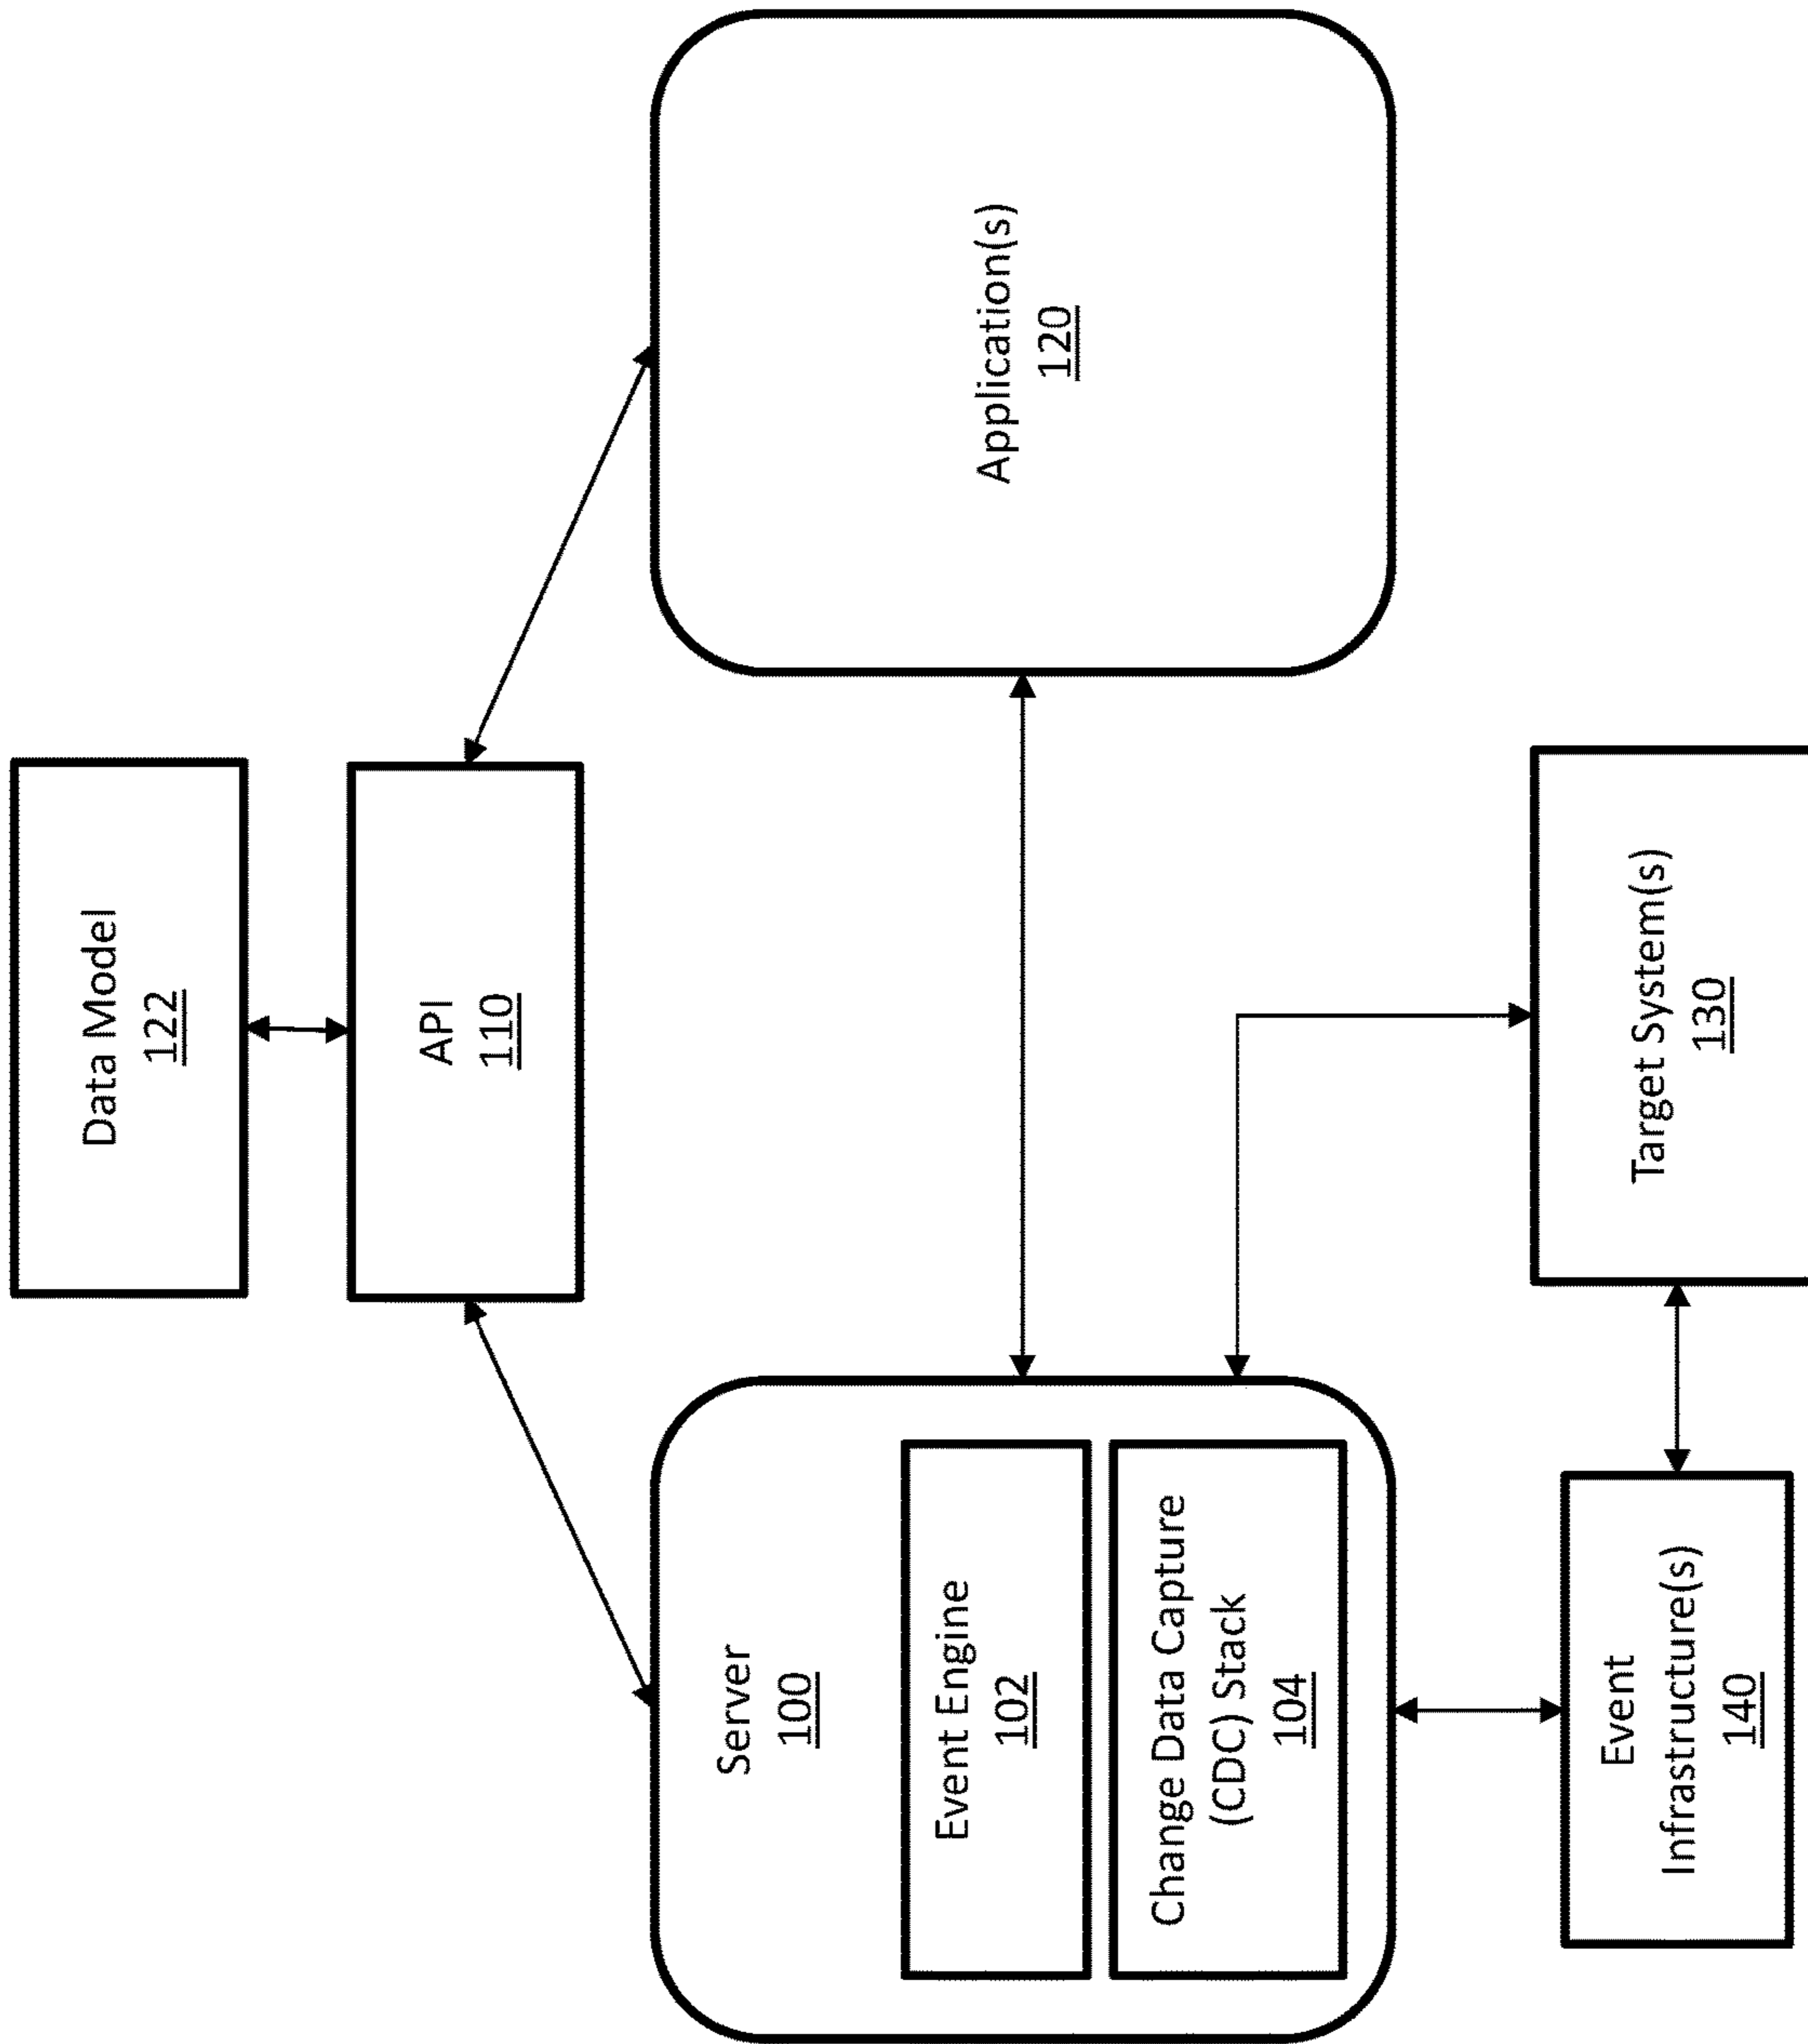 Data Model
122
API
110
Server
100
Event Engine
102
Change Data Capture
(CDC) Stack
104
Application(s)
120
Event
Infrastructure(s)
140
Target System(s)
130